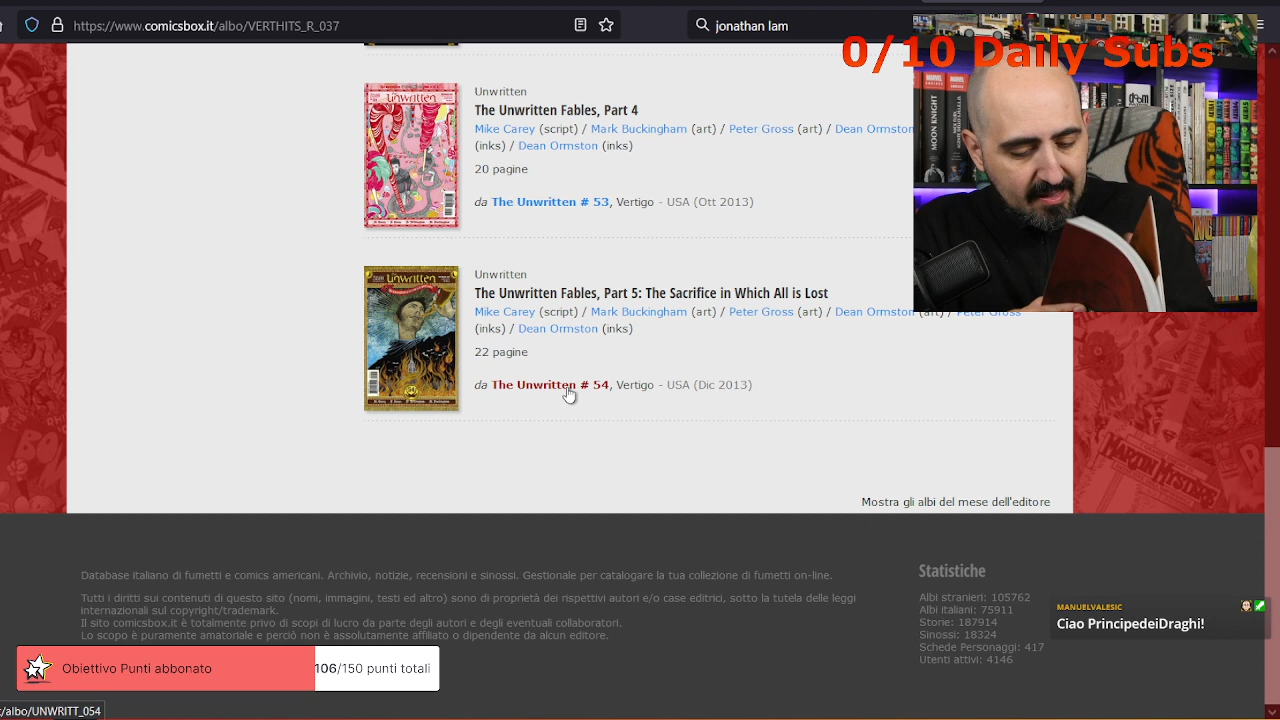 https://www.comicsbox.it/albo/VERTHITS_R_037
jonathan lam
0/10 Daily Subs
Unwritten
The Unwritten Fables, Part 4
Mike Carey (script) / Mark Buckingham (art) / Peter Gross (art) / Dean Ormston
(inks) / Dean Ormston (inks)
20 pagine
da The Unwritten # 53, Vertigo - USA (Ott 2013)
Unwritten
The Unwritten Fables, Part 5: The Sacrifice in Which All is Lost
Mike Carey (script) / Mark Buckingham (art) / Peter Gross (art) / Dean Ormston (art) / Peter Gross
(inks) / Dean Ormston (inks)
22 pagine
da The Unwritten # 54, Vertigo - USA (Dic 2013)
Mostra gli albi del mese dell'editore
Database italiano di fumetti e comics americani. Archivio, notizie, recensioni e sinossi. Gestionale per catalogare la tua collezione di fumetti on-line.
Tutti i diritti sui contenuti di questo sito (nomi, immagini, testi ed altro) sono di proprietà dei rispettivi autori e/o case editrici, sotto la tutela delle leggi
internazionali sul copyright/trademark.
Il sito comicsbox.it è totalmente privo di scopi di lucro da parte degli autori e degli eventuali collaboratori.
Lo scopo è puramente amatoriale e perciò non è assolutamente affiliato o dipendente da alcun editore.
Statistiche
Albi stranieri: 105762
Albi italiani: 75911
Storie: 187914
Sinossi: 18324
Schede Personaggi: 417
Utenti attivi: 4146
MANUELVALESIC
Ciao PrincipedeiDraghi!
Obiettivo Punti abbonato
106/150 punti totali
t/albo/UNWRITT_054
MOON KNIGHT
MARTIN MYSTERE
unwritten
unwritten